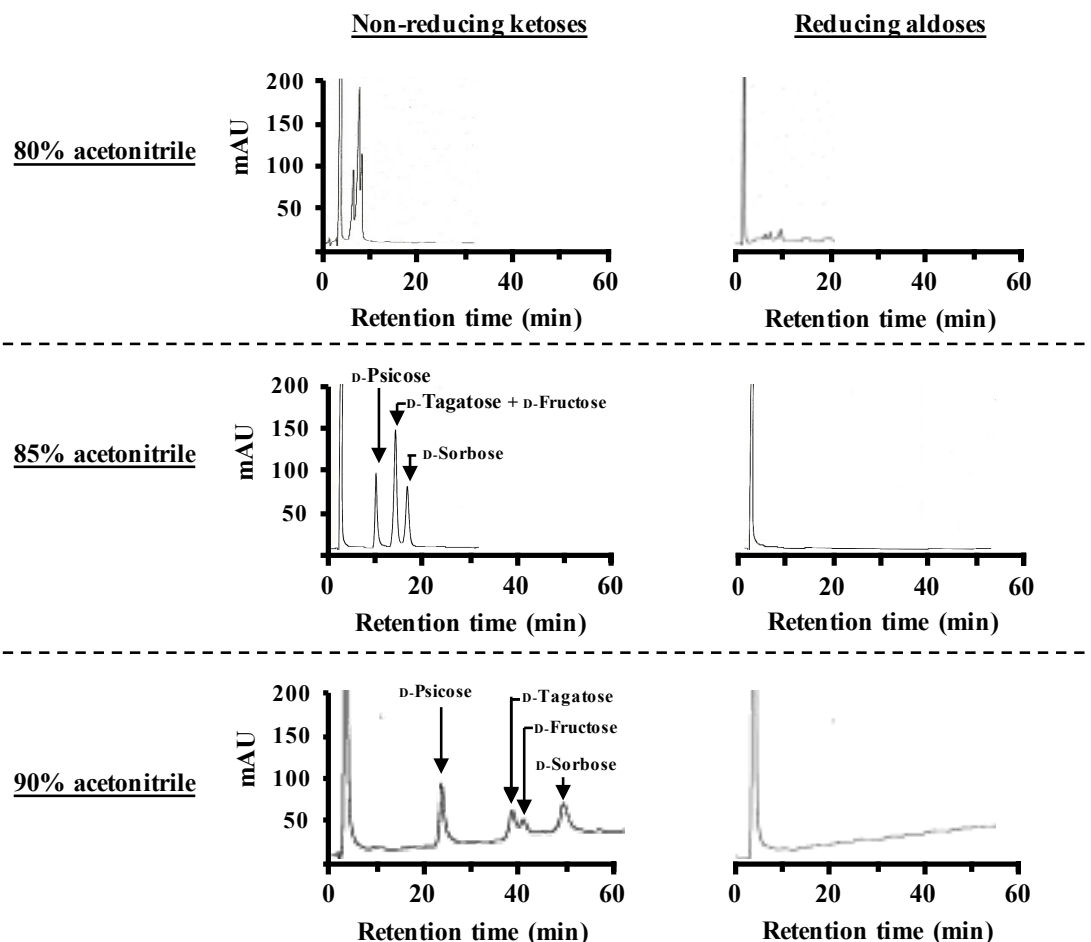 Non-reducing ketoses Reducing aldoses
80% acetonitrile
mAU
200
150
100
50
0 20 40 60
Retention time (min)
0 20 40 60
Retention time (min)
85% acetonitrile
mAU
200
150
100
50
D-Psicose
D-Tagatose + D-Fructose
D-Sorbose
0 20 40 60
Retention time (min)
0 20 40 60
Retention time (min)
90% acetonitrile
mAU
200
150
100
50
D-Psicose
D-Tagatose
D-Fructose
D-Sorbose
0 20 40 60
Retention time (min)
0 20 40 60
Retention time (min)